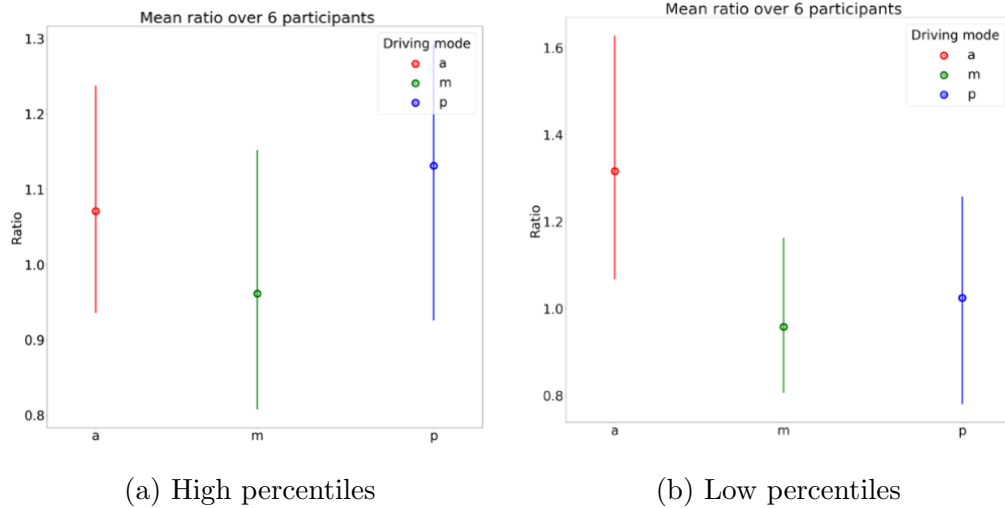 Mean ratio over 6 participants
1.3
1.2
1.1
1.0
0.9
0.8
Ratio
Driving mode
a
m
p
a m p
(a) High percentiles
Mean ratio over 6 participants
1.6
1.4
1.2
1.0
0.8
Ratio
Driving mode
a
m
p
a m p
(b) Low percentiles